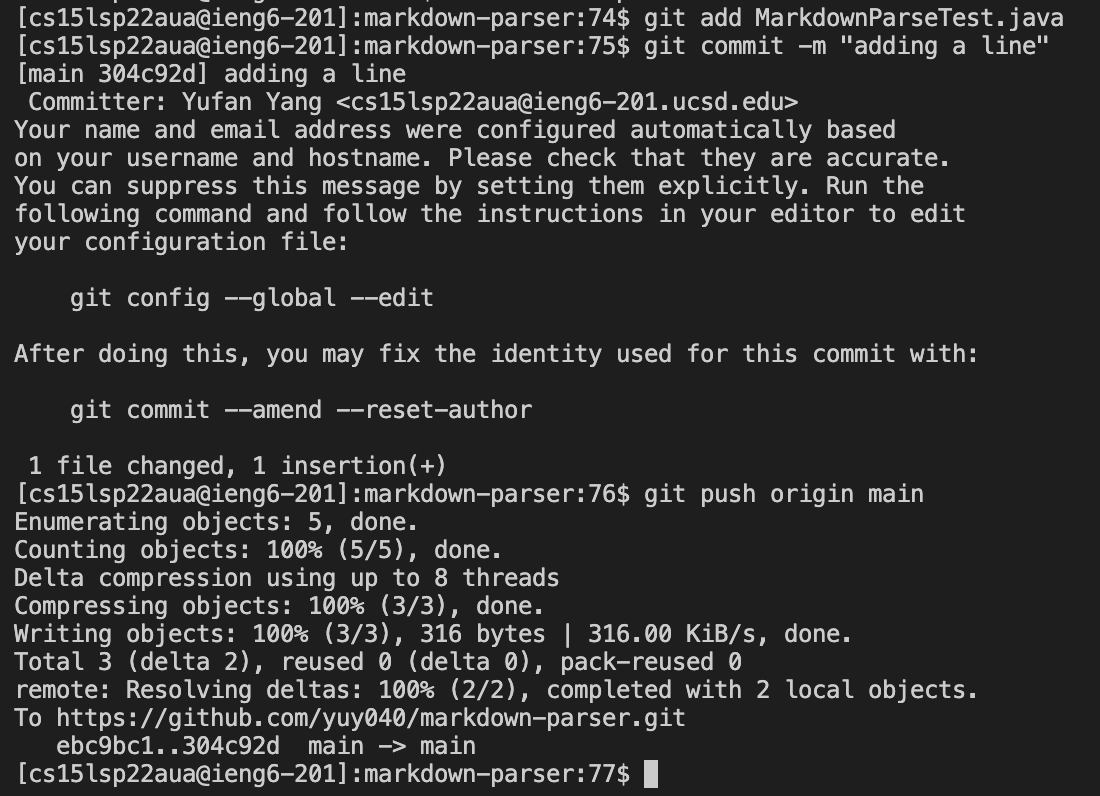 [cs15lsp22aua@ieng6-201]:markdown-parser:74$ git add MarkdownParseTest.java
[cs15lsp22aua@ieng6-201]:markdown-parser:75$ git commit -m "adding a line"
[main 304c92d] adding a line
 Committer: Yufan Yang <cs15lsp22aua@ieng6-201.ucsd.edu>
Your name and email address were configured automatically based
on your username and hostname. Please check that they are accurate.
You can suppress this message by setting them explicitly. Run the
following command and follow the instructions in your editor to edit
your configuration file:

    git config --global --edit

After doing this, you may fix the identity used for this commit with:

    git commit --amend --reset-author

 1 file changed, 1 insertion(+)
[cs15lsp22aua@ieng6-201]:markdown-parser:76$ git push origin main
Enumerating objects: 5, done.
Counting objects: 100% (5/5), done.
Delta compression using up to 8 threads
Compressing objects: 100% (3/3), done.
Writing objects: 100% (3/3), 316 bytes | 316.00 KiB/s, done.
Total 3 (delta 2), reused 0 (delta 0), pack-reused 0
remote: Resolving deltas: 100% (2/2), completed with 2 local objects.
To https://github.com/yuy040/markdown-parser.git
   ebc9bc1..304c92d  main -> main
[cs15lsp22aua@ieng6-201]:markdown-parser:77$